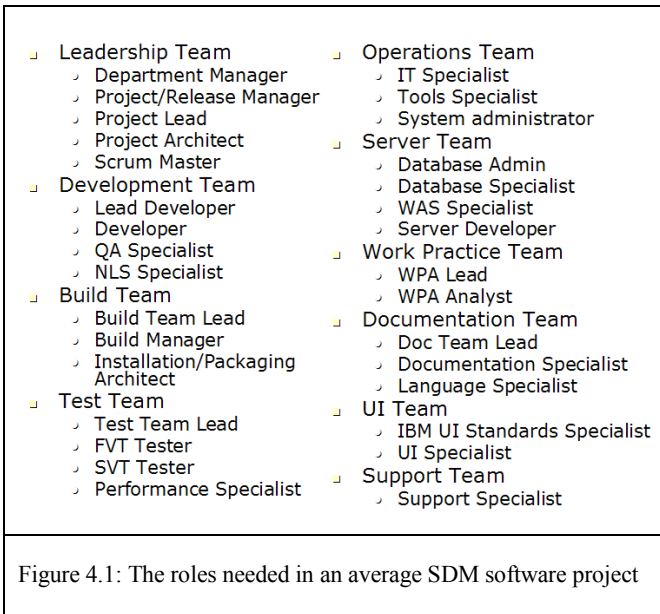 Leadership Team
Department Manager
Project/Release Manager
Project Lead
Project Architect
Scrum Master
Development Team
Lead Developer
Developer
QA Specialist
NLS Specialist
Build Team
Build Team Lead
Build Manager
Installation/Packaging
Architect
Test Team
Test Team Lead
FVT Tester
SVT Tester
Performance Specialist
Operations Team
IT Specialist
Tools Specialist
System administrator
Server Team
Database Admin
Database Specialist
WAS Specialist
Server Developer
Work Practice Team
WPA Lead
WPA Analyst
Documentation Team
Doc Team Lead
Documentation Specialist
Language Specialist
UI Team
IBM UI Standards Specialist
UI Specialist
Support Team
Support Specialist
Figure 4.1: The roles needed in an average SDM software project